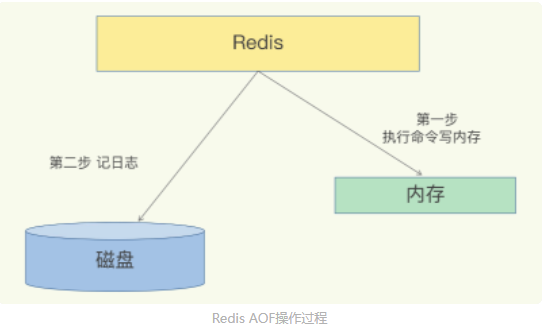 Redis
第一步
执行命令写内存
第二步 记日志
内存
磁盘
Redis AOF操作过程